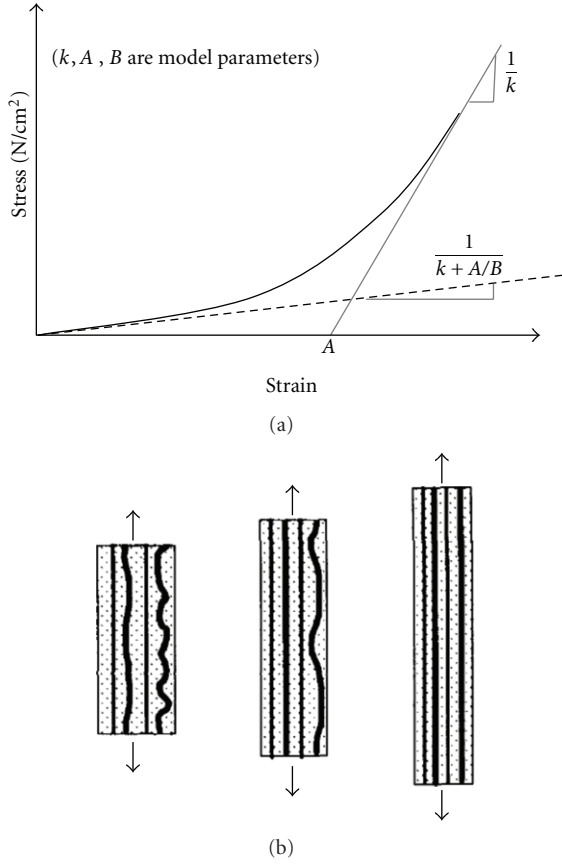 (k, A , B are model parameters)
1
k
Stress (N/cm²)
1
k + A/B
A
Strain
(a)
(b)